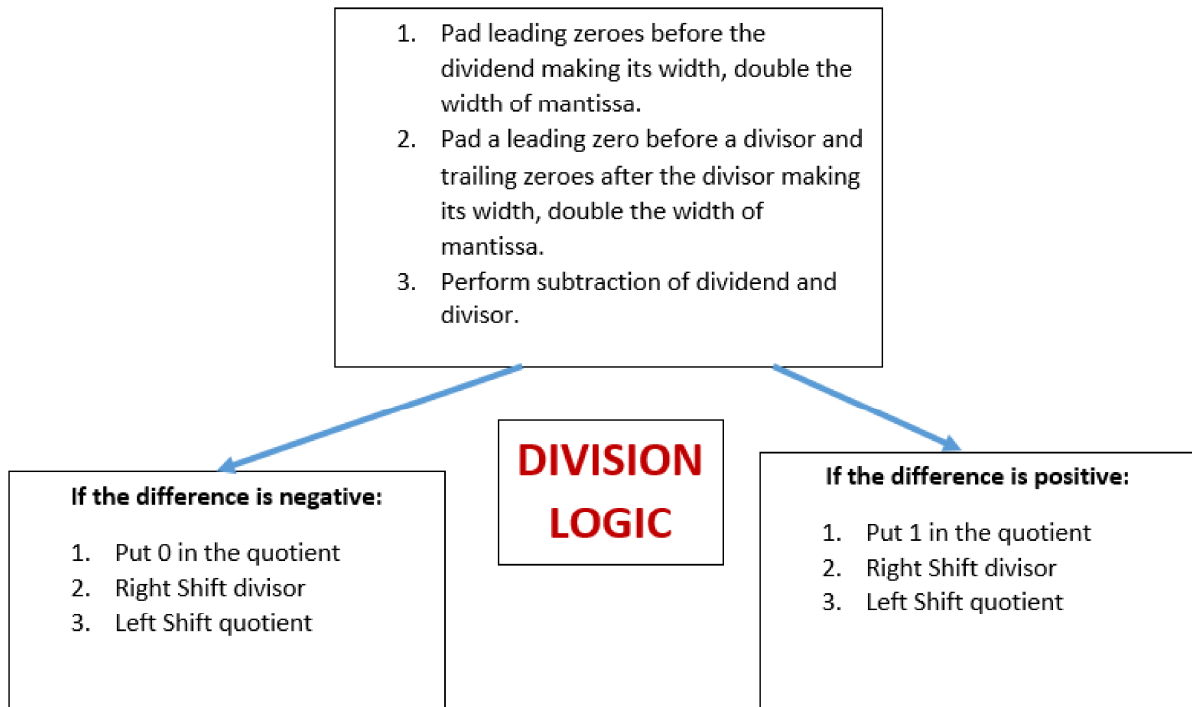 1. Pad leading zeroes before the
dividend making its width, double the
width of mantissa.
2. Pad a leading zero before a divisor and
trailing zeroes after the divisor making
its width, double the width of
mantissa.
3. Perform subtraction of dividend and
divisor.
DIVISION
LOGIC
If the difference is negative:
1. Put 0 in the quotient
2. Right Shift divisor
3. Left Shift quotient
If the difference is positive:
1. Put 1 in the quotient
2. Right Shift divisor
3. Left Shift quotient